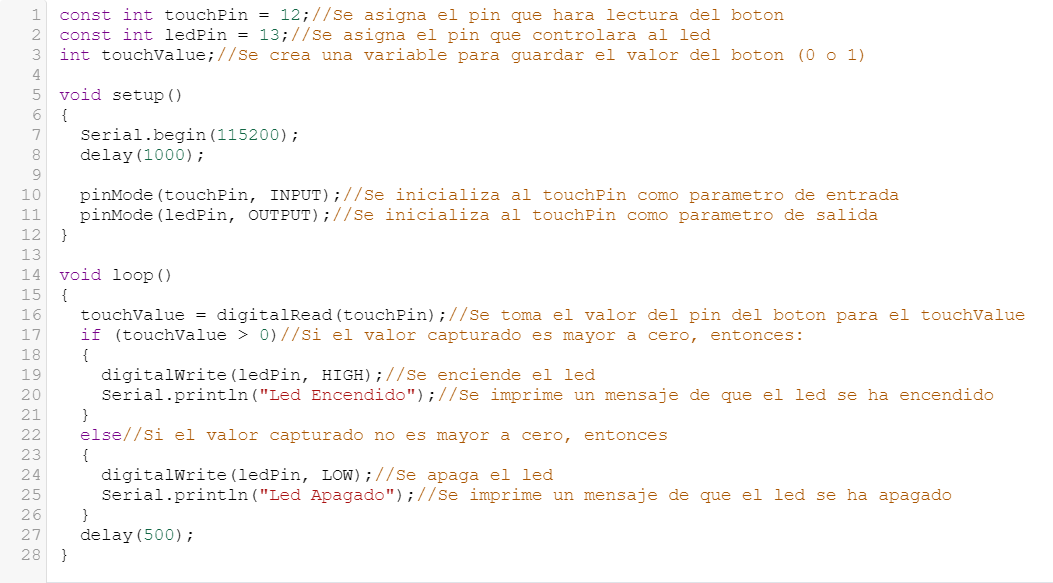 1 const int touchPin = 12;//Se asigna el pin que hara lectura del boton
2 const int ledPin = 13;//Se asigna el pin que controlara al led
3 int touchValue;//Se crea una variable para guardar el valor del boton (0 o 1)
4
5 void setup()
6 {
7   Serial.begin(115200);
8   delay(1000);
9
10   pinMode(touchPin, INPUT);//Se inicializa al touchPin como parametro de entrada
11   pinMode(ledPin, OUTPUT);//Se inicializa al touchPin como parametro de salida
12 }
13
14 void loop()
15 {
16   touchValue = digitalRead(touchPin);//Se toma el valor del pin del boton para el touchValue
17   if (touchValue > 0)//Si el valor capturado es mayor a cero, entonces:
18   {
19     digitalWrite(ledPin, HIGH);//Se enciende el led
20     Serial.println("Led Encendido");//Se imprime un mensaje de que el led se ha encendido
21   }
22   else//Si el valor capturado no es mayor a cero, entonces
23   {
24     digitalWrite(ledPin, LOW);//Se apaga el led
25     Serial.println("Led Apagado");//Se imprime un mensaje de que el led se ha apagado
26   }
27   delay(500);
28 }